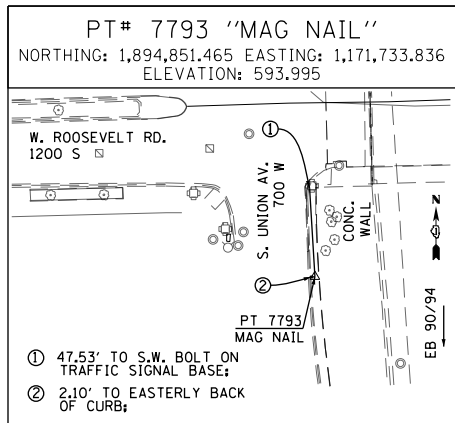 PT# 7793 "MAG NAIL"
NORTHING: 1,894,851.465 EASTING: 1,171,733.836
ELEVATION: 593.995
W. ROOSEVELT RD.
1200 S
1
S. UNION AV.
700 W
CONC.
WALL
N
2
PT 7793
MAG NAIL
EB 90/94
1 47.53' TO S.W. BOLT ON
TRAFFIC SIGNAL BASE;
2 2.10' TO EASTERLY BACK
OF CURB;